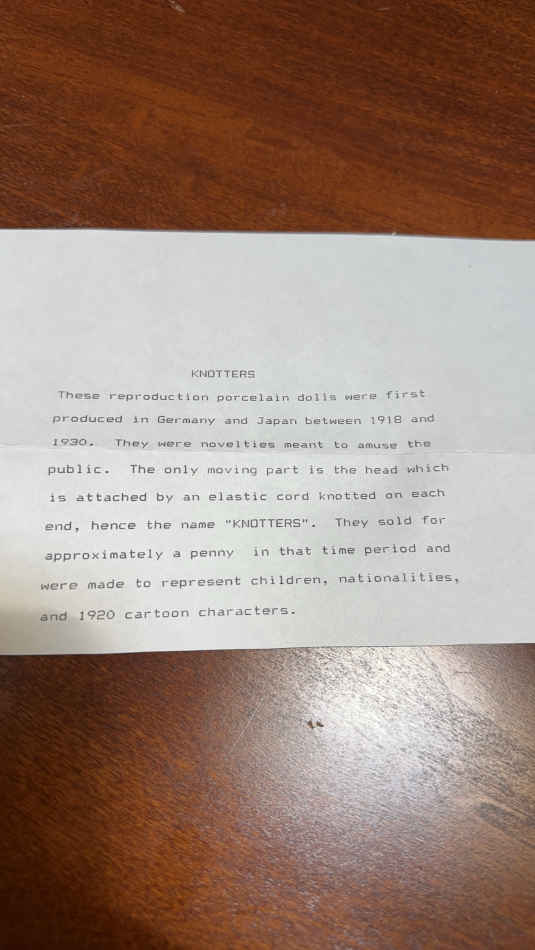 KNOTTERS
These reproduction porcelain dolls were first
produced in Germany and Japan between 1918 and
1930. They were novelties meant to amuse the
public. The only moving part is the head which
is attached by an elastic cord knotted on each
end, hence the name "KNOTTERS". They sold for
approximately a penny in that time period and
were made to represent children, nationalities,
and 1920 cartoon characters.